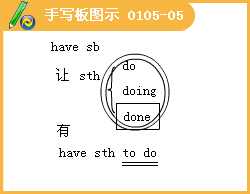 手写板图示 0105-05
have sb
do
让 sth
doing
done
有
have sth to do